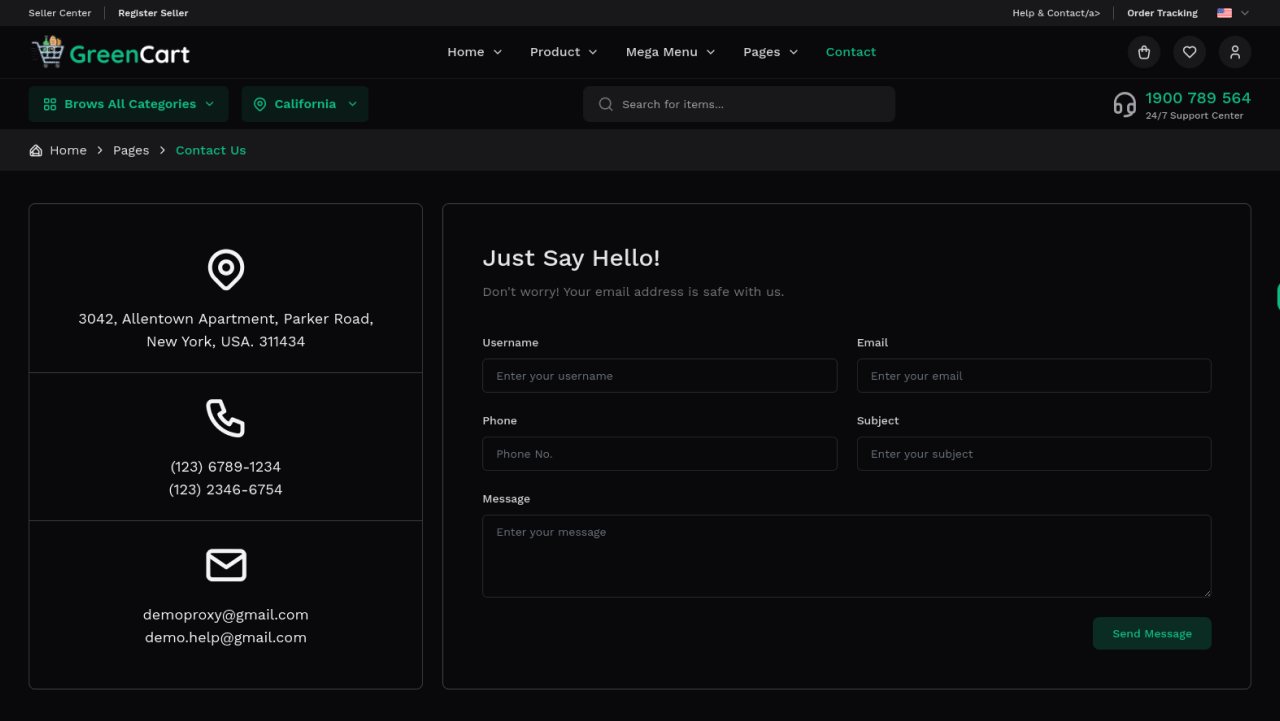 Seller Center
Register Seller
Help & Contact/a>
Order Tracking
GreenCart
Home
Product
Mega Menu
Pages
Contact
Brows All Categories
California
Search for items...
1900 789 564
24/7 Support Center
Home
Pages
Contact Us
3042, Allentown Apartment, Parker Road,
New York, USA. 311434
(123) 6789-1234
(123) 2346-6754
demoproxy@gmail.com
demo.help@gmail.com
Just Say Hello!
Don't worry! Your email address is safe with us.
Username
Email
Enter your username
Enter your email
Phone
Subject
Phone No.
Enter your subject
Message
Enter your message
Send Message